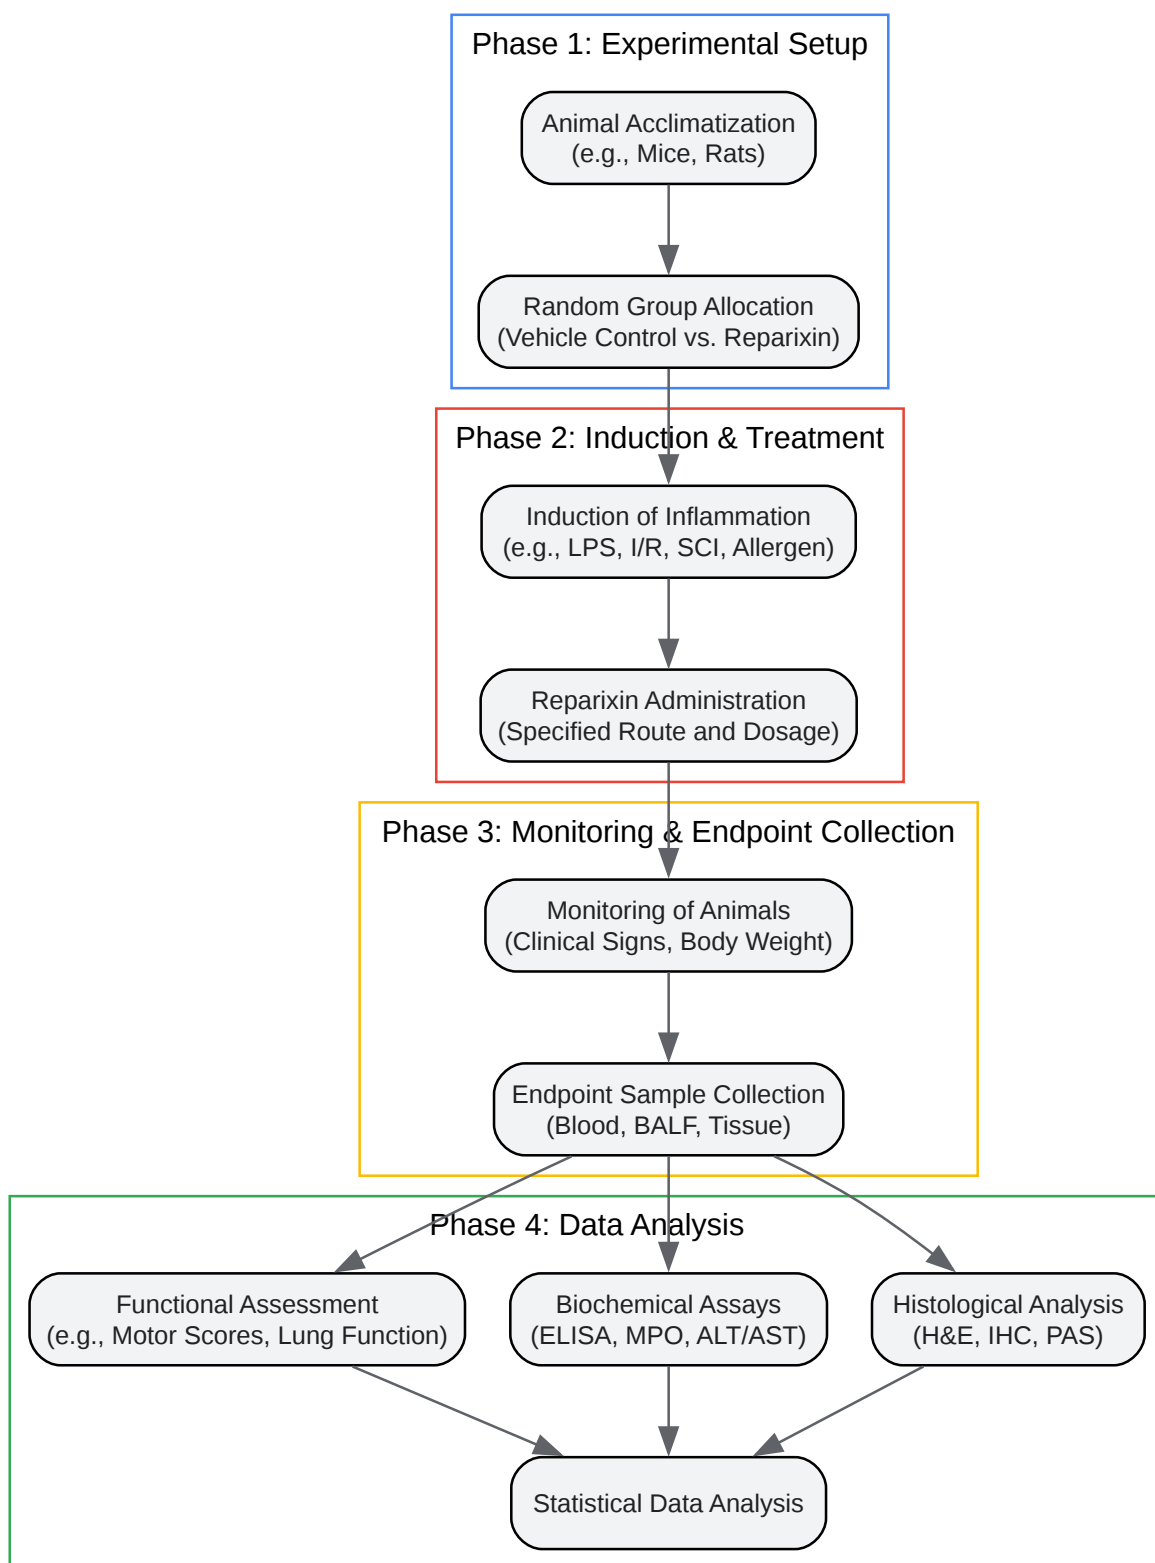 Phase 1: Experimental Setup
Animal Acclimatization
(e.g., Mice, Rats)
Random Group Allocation
(Vehicle Control vs. Reparixin)
Phase 2: Induction & Treatment
Induction of Inflammation
(e.g., LPS, I/R, SCI, Allergen)
Reparixin Administration
(Specified Route and Dosage)
Phase 3: Monitoring & Endpoint Collection
Monitoring of Animals
(Clinical Signs, Body Weight)
Endpoint Sample Collection
(Blood, BALF, Tissue)
Phase 4: Data Analysis
Functional Assessment
(e.g., Motor Scores, Lung Function)
Biochemical Assays
(ELISA, MPO, ALT/AST)
Histological Analysis
(H&E, IHC, PAS)
Statistical Data Analysis